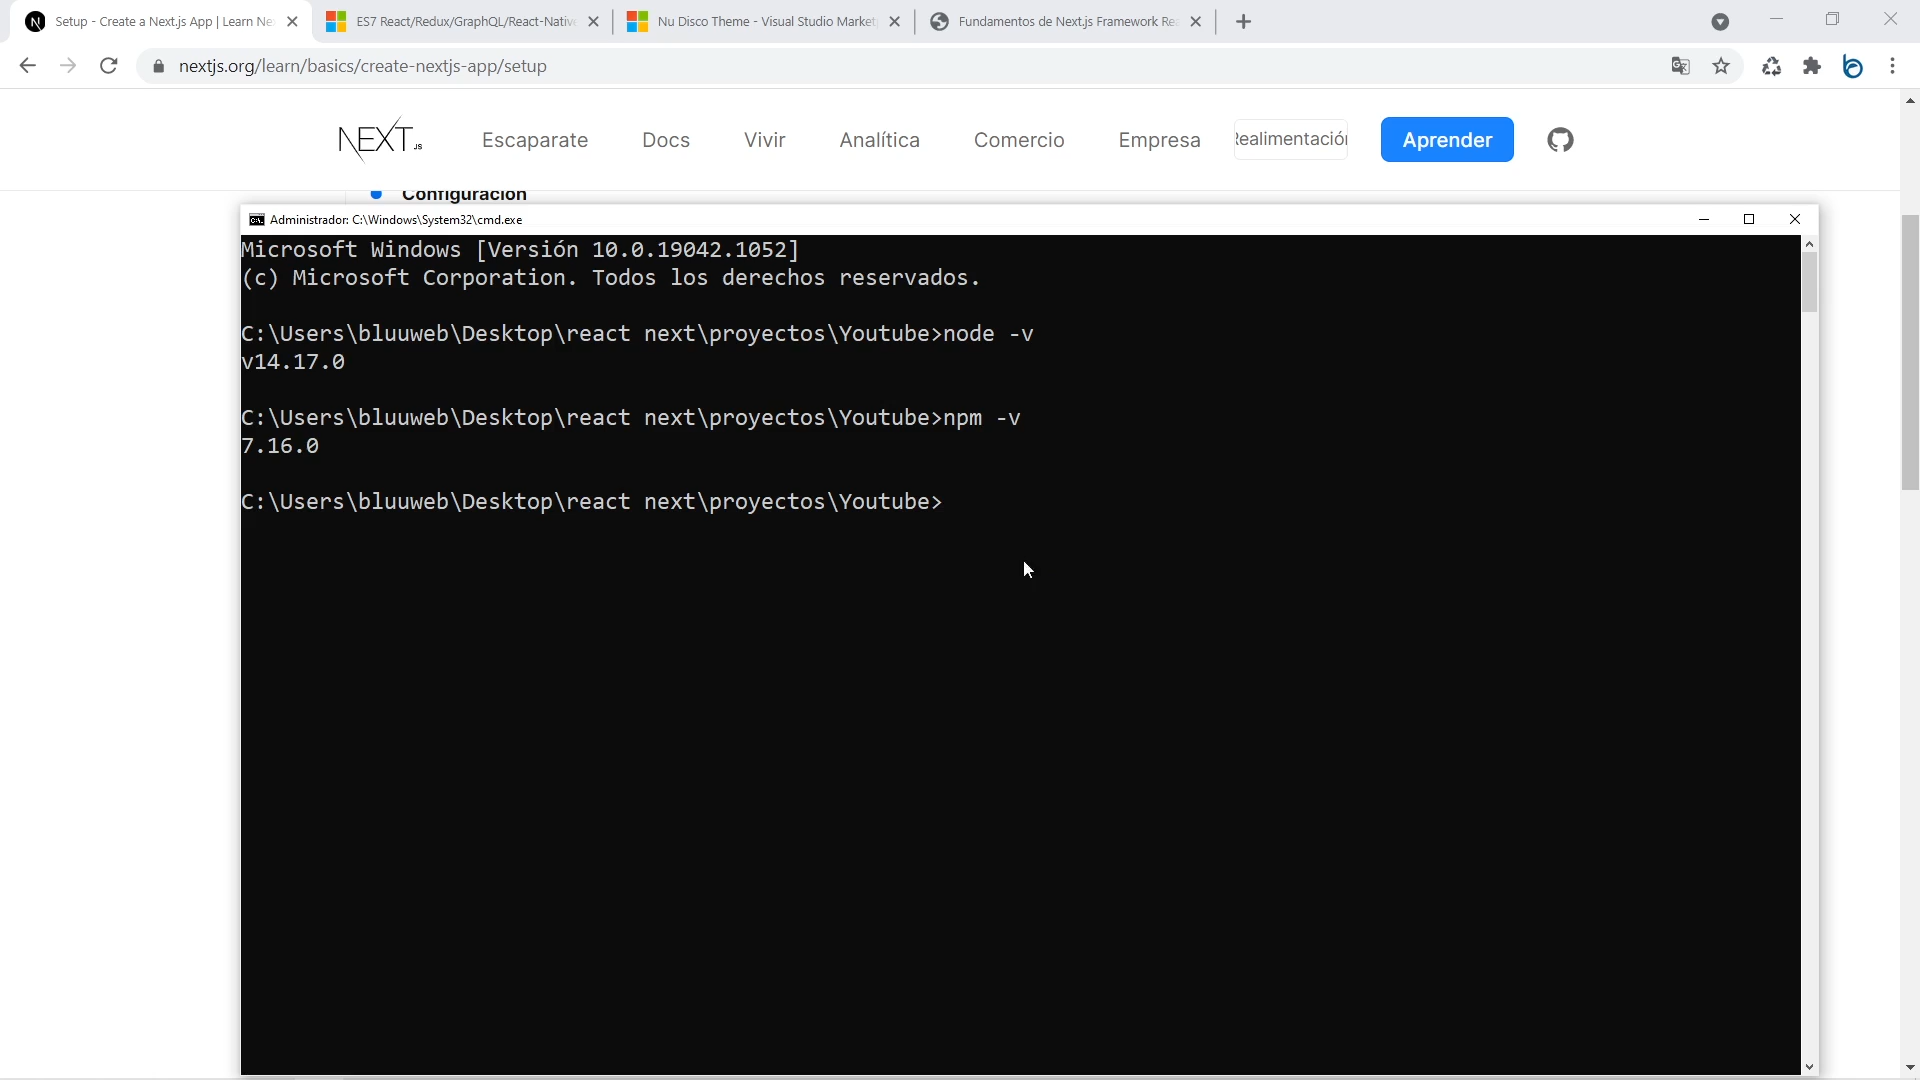 Setup - Create a Next.js App | Learn Ne
ES7 React/Redux/GraphQL/React-Native
Nu Disco Theme - Visual Studio Market
Fundamentos de Next.js Framework Re
nextjs.org/learn/basics/create-nextjs-app/setup
NEXT.JS
Escaparate
Docs
Vivir
Analítica
Comercio
Empresa
Realimentación
Aprender
Configuración
Administrador: C:\Windows\System32\cmd.exe
Microsoft Windows [Versión 10.0.19042.1052]
(c) Microsoft Corporation. Todos los derechos reservados.
C:\Users\bluuweb\Desktop\react next\proyectos\Youtube>node -v
v14.17.0
C:\Users\bluuweb\Desktop\react next\proyectos\Youtube>npm -v
7.16.0
C:\Users\bluuweb\Desktop\react next\proyectos\Youtube>